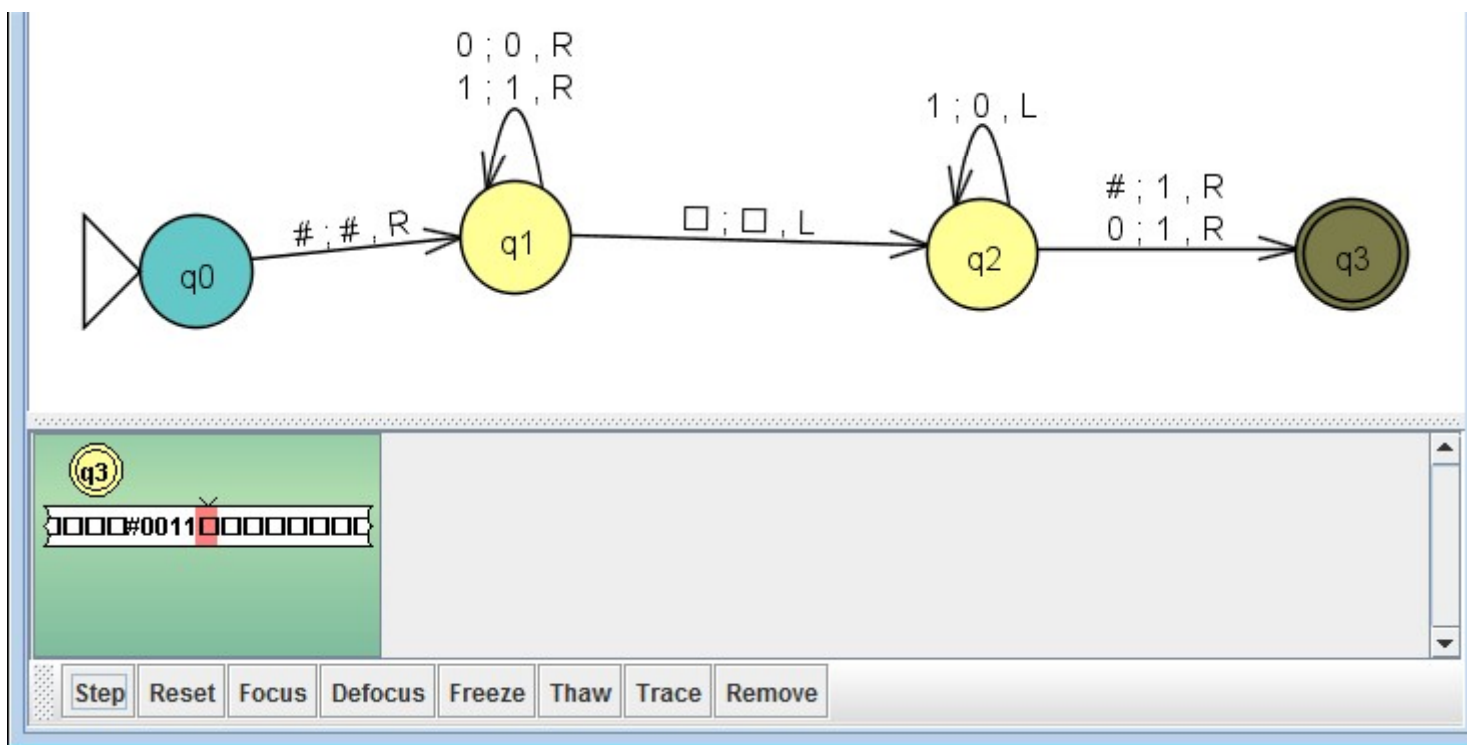 0 ; 0 , R
1 ; 1 , R
1 ; 0 , L
# ; # , R
□ ; □ , L
# ; 1 , R
0 ; 1 , R
q0
q1
q2
q3
q3
□□□□#0011□□□□□□□□
Step Reset Focus Defocus Freeze Thaw Trace Remove